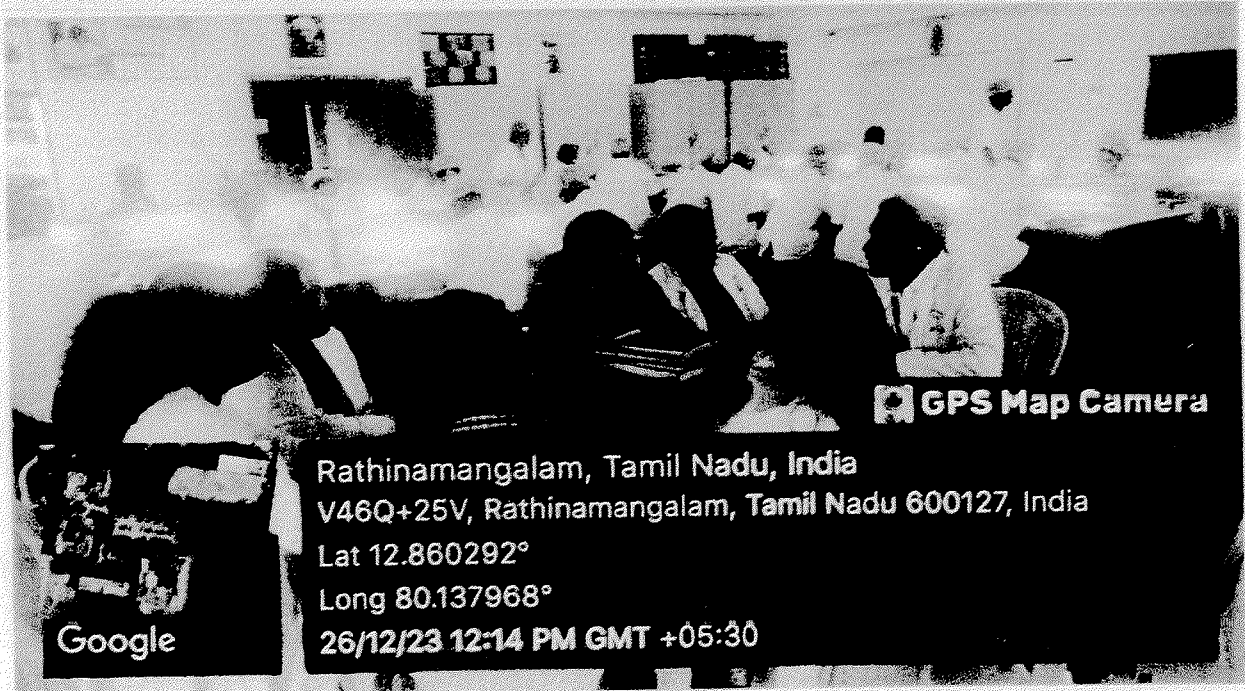 GPS Map Camera
Rathinamangalam, Tamil Nadu, India
V46Q+25V, Rathinamangalam, Tamil Nadu 600127, India
Lat 12.860292°
Long 80.137968°
26/12/23 12:14 PM GMT +05:30
Google